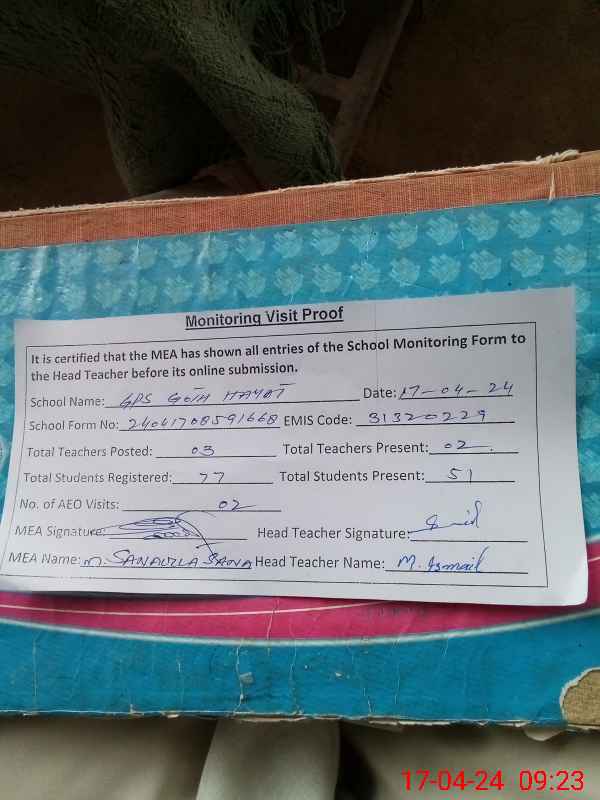 Monitoring Visit Proof
It is certified that the MEA has shown all entries of the School Monitoring Form to
the Head Teacher before its online submission.
School Name: GPS GOTH HAYAT Date: 17-04-24
School Form No: 24041708591668 EMIS Code: 31320229
Total Teachers Posted: 03 Total Teachers Present: 02
Total Students Registered: 77 Total Students Present: 51
No. of AEO Visits: 02
MEA Signature: Head Teacher Signature:
MEA Name: M. SANAULLA SANA Head Teacher Name: M. Ismail
17-04-24 09:23